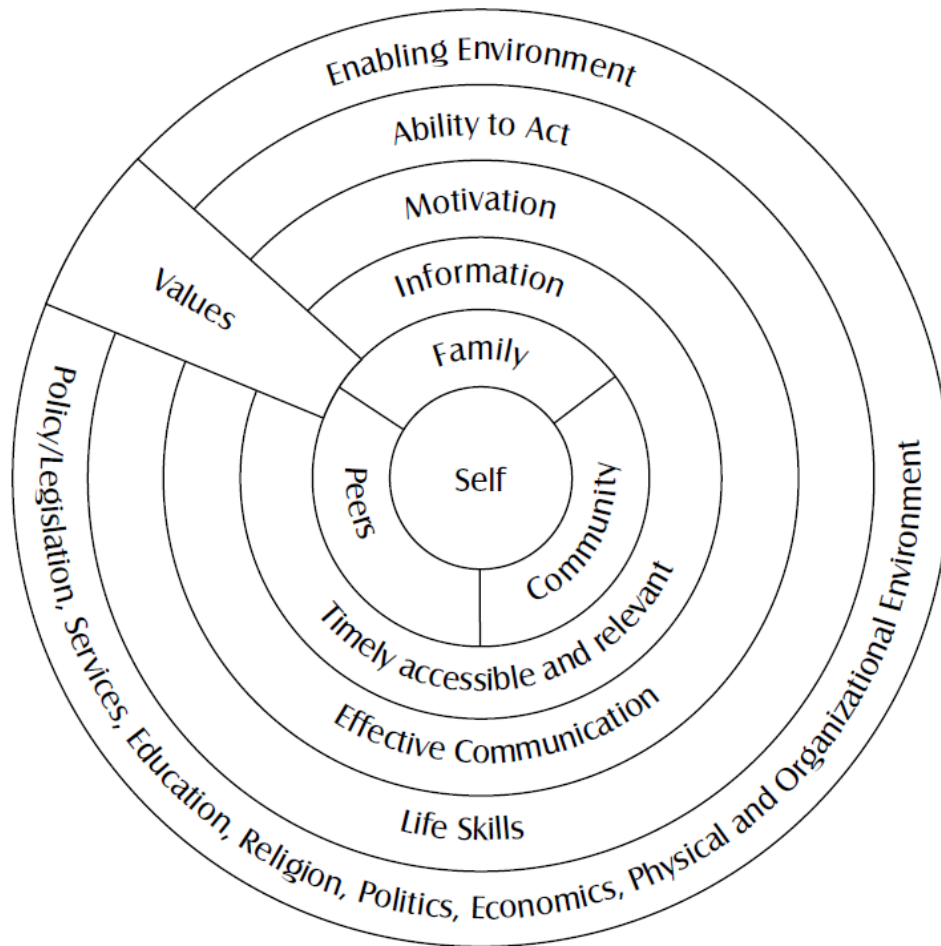 Enabling Environment
Ability to Act
Motivation
Information
Values
Family
Self
Peers
Community
Timely accessible and relevant
Effective Communication
Life Skills
Policy/Legislation, Services, Education, Religion, Politics, Economics, Physical and Organizational Environment